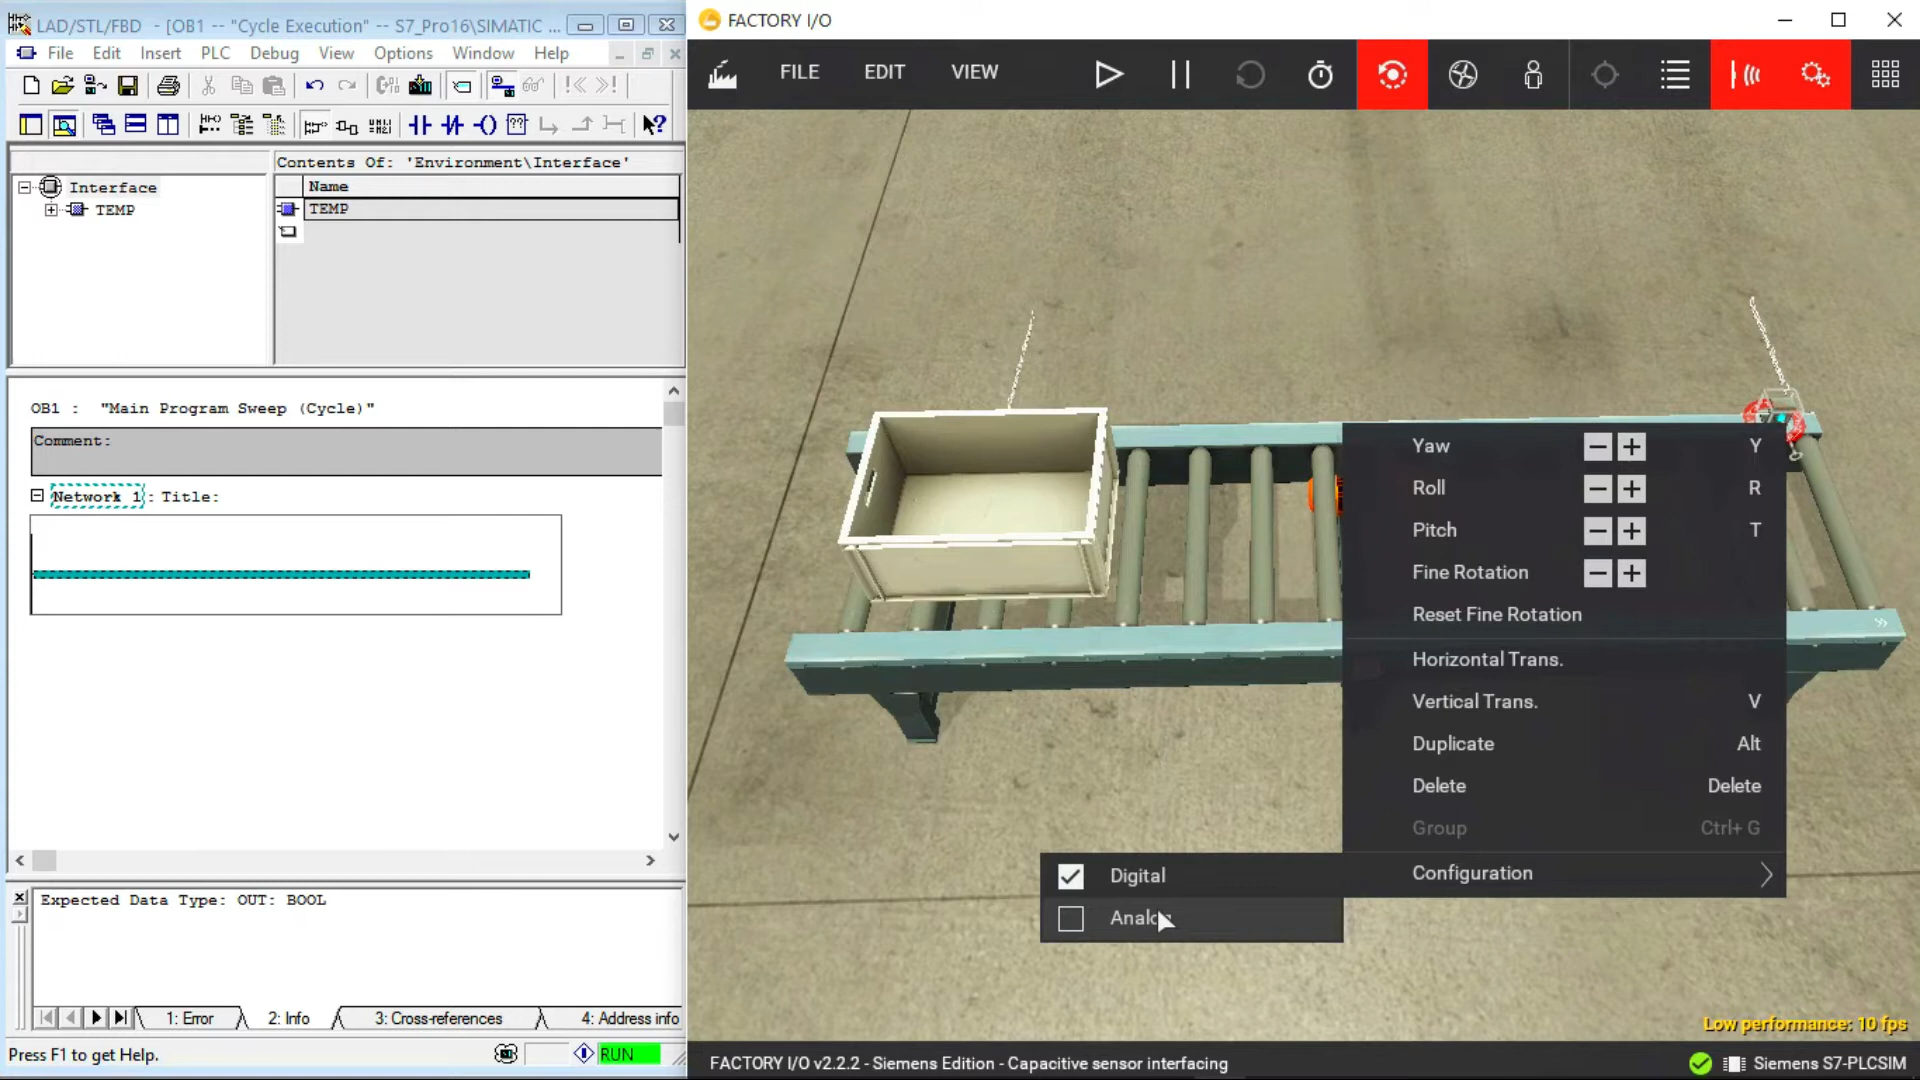 LAD/STL/FBD - [OB1 -- "Cycle Execution" -- S7_Pro16\SIMATIC ...
File Edit Insert PLC Debug View Options Window Help
Contents Of: 'Environment\Interface'
Interface
TEMP
Name
TEMP
OB1 : "Main Program Sweep (Cycle)"
Comment:
Network 1: Title:
Expected Data Type: OUT: BOOL
1: Error 2: Info 3: Cross-references 4: Address info
Press F1 to get Help.
RUN
FACTORY I/O
FILE EDIT VIEW
Yaw Y
Roll R
Pitch T
Fine Rotation
Reset Fine Rotation
Horizontal Trans.
Vertical Trans. V
Duplicate Alt
Delete Delete
Group Ctrl+ G
Configuration
Digital
Analog
Low performance: 10 fps
FACTORY I/O v2.2.2 - Siemens Edition - Capacitive sensor interfacing
Siemens S7-PLCSIM